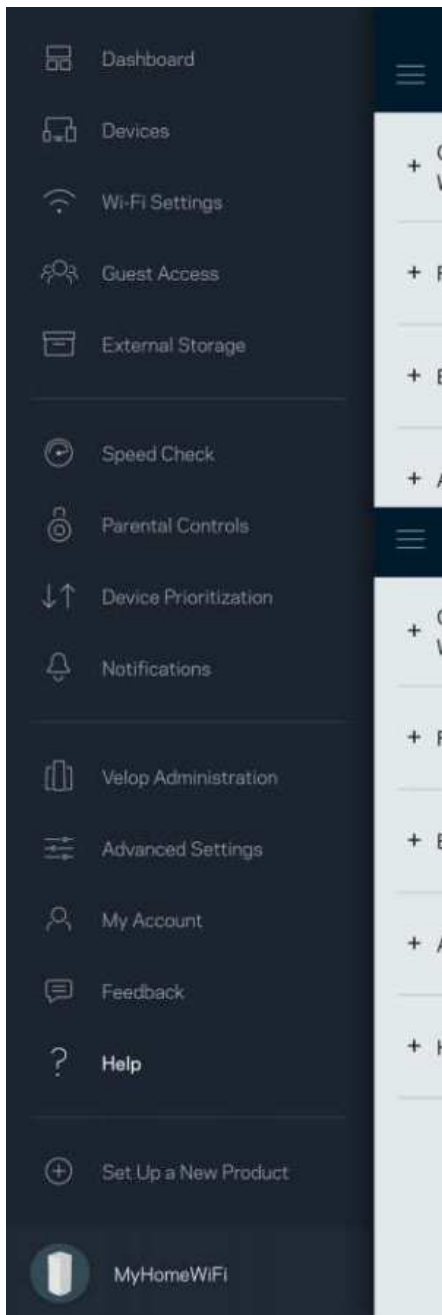 Dashboard
Devices
Wi-Fi Settings
Guest Access
External Storage
Speed Check
Parental Controls
Device Prioritization
Notifications
Velop Administration
Advanced Settings
My Account
Feedback
Help
Set Up a New Product
MyHomeWiFi